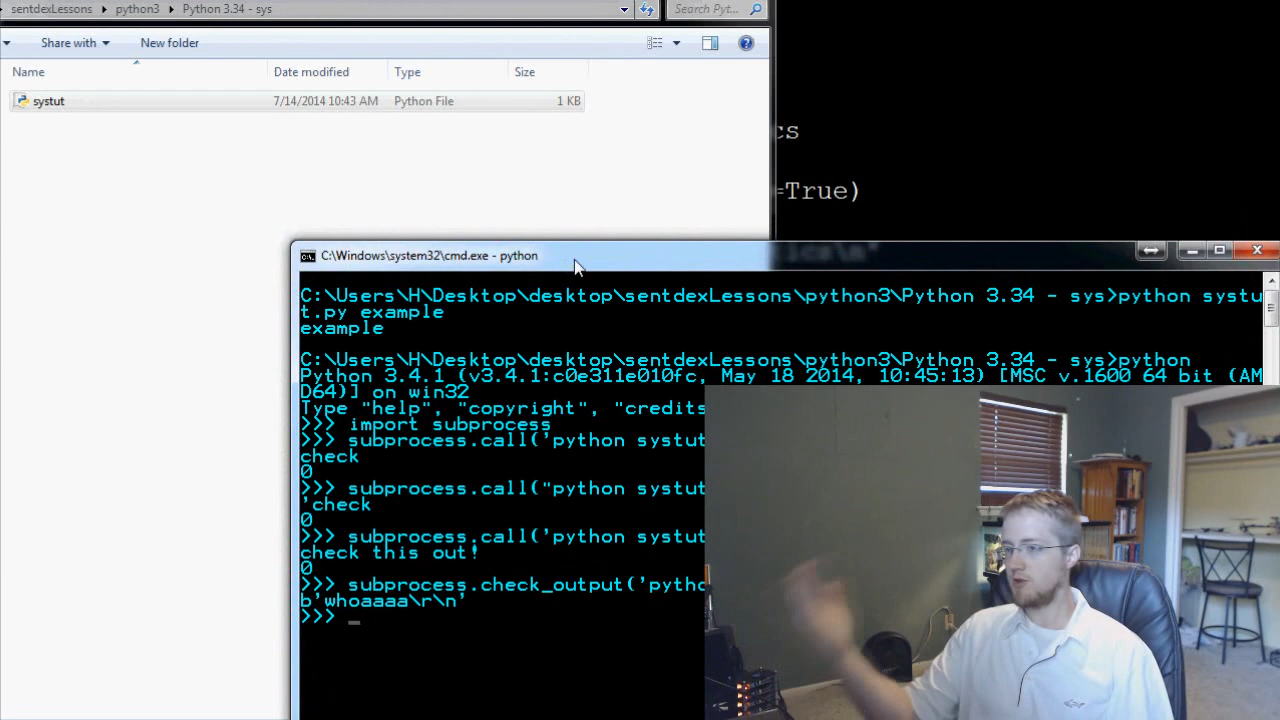 sentdexLessons python3 Python 3.34 - sys
Search Pyt...
Share with New folder
Name Date modified Type Size
systut 7/14/2014 10:43 AM Python File 1 KB
cs
=True)
C:\Windows\system32\cmd.exe - python
C:\Users\H\Desktop\desktop\sentdexLessons\python3\Python 3.34 - sys>python systu
t.py example
example
C:\Users\H\Desktop\desktop\sentdexLessons\python3\Python 3.34 - sys>python
Python 3.4.1 (v3.4.1:c0e311e010fc, May 18 2014, 10:45:13) [MSC v.1600 64 bit (AM
D64)] on win32
Type "help", "copyright", "credits
>>> import subprocess
>>> subprocess.call('python systut
check
0
>>> subprocess.call("python systut
'check
0
>>> subprocess.call('python systut
check this out!
0
>>> subprocess.check_output('pytho
b'whoaaaa\r\n'
>>> _